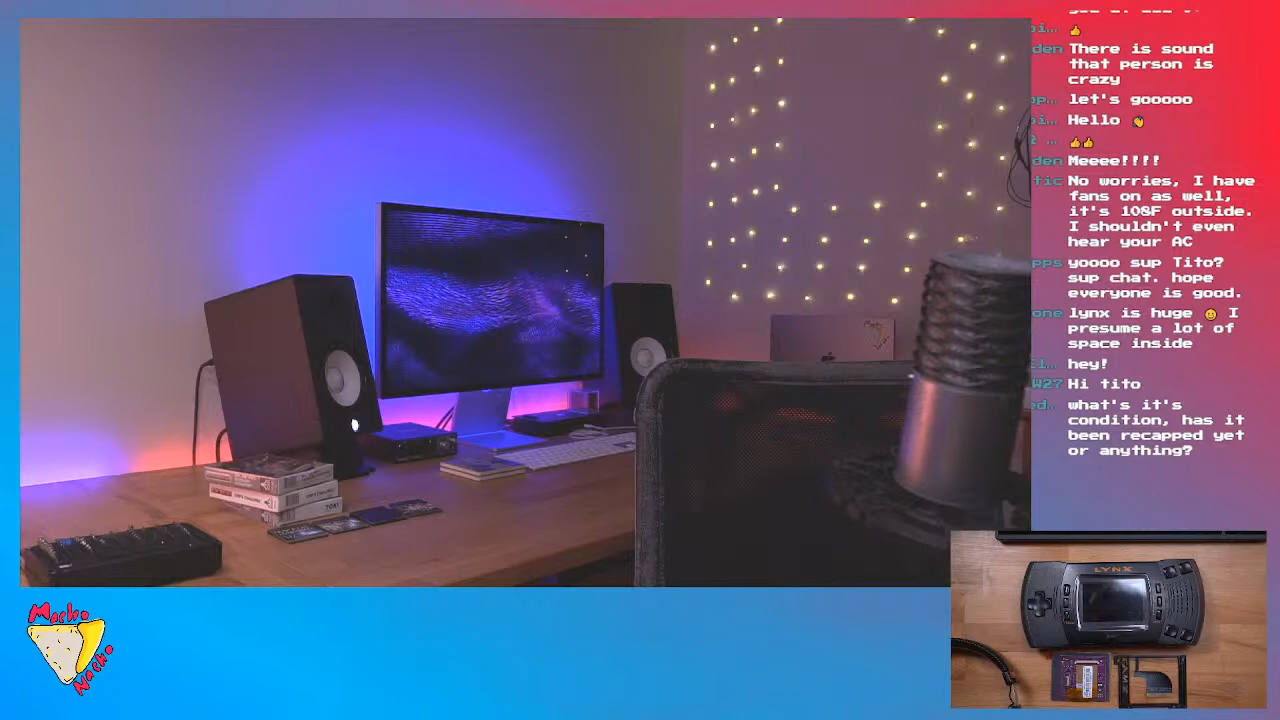 There is sound
that person is
crazy
let's gooooo
Hello
Meeee!!!!
No worries, I have
fans on as well,
it's 108F outside.
I shouldn't even
hear your AC
yoooo sup Tito?
sup chat. hope
everyone is good.
lynx is huge 🙂 I
presume a lot of
space inside
hey!
Hi tito
what's it's
condition, has it
been recapped yet
or anything?
TOKI
Macho
Nacho
LYNX